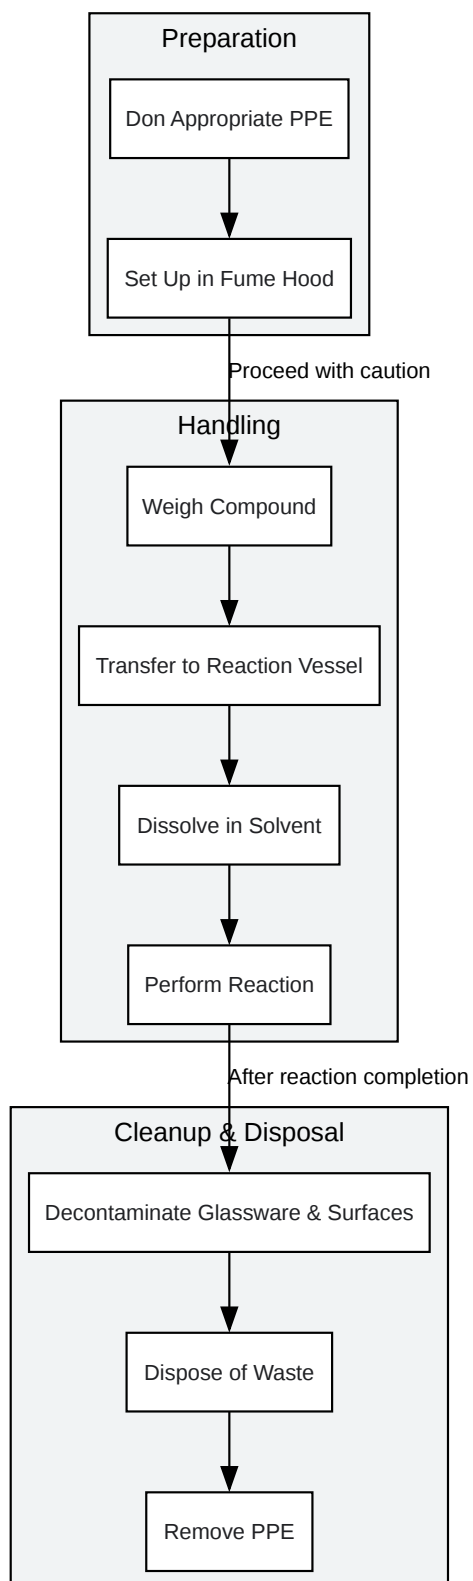 Preparation
Don Appropriate PPE
Set Up in Fume Hood
Proceed with caution
Handling
Weigh Compound
Transfer to Reaction Vessel
Dissolve in Solvent
Perform Reaction
After reaction completion
Cleanup & Disposal
Decontaminate Glassware & Surfaces
Dispose of Waste
Remove PPE